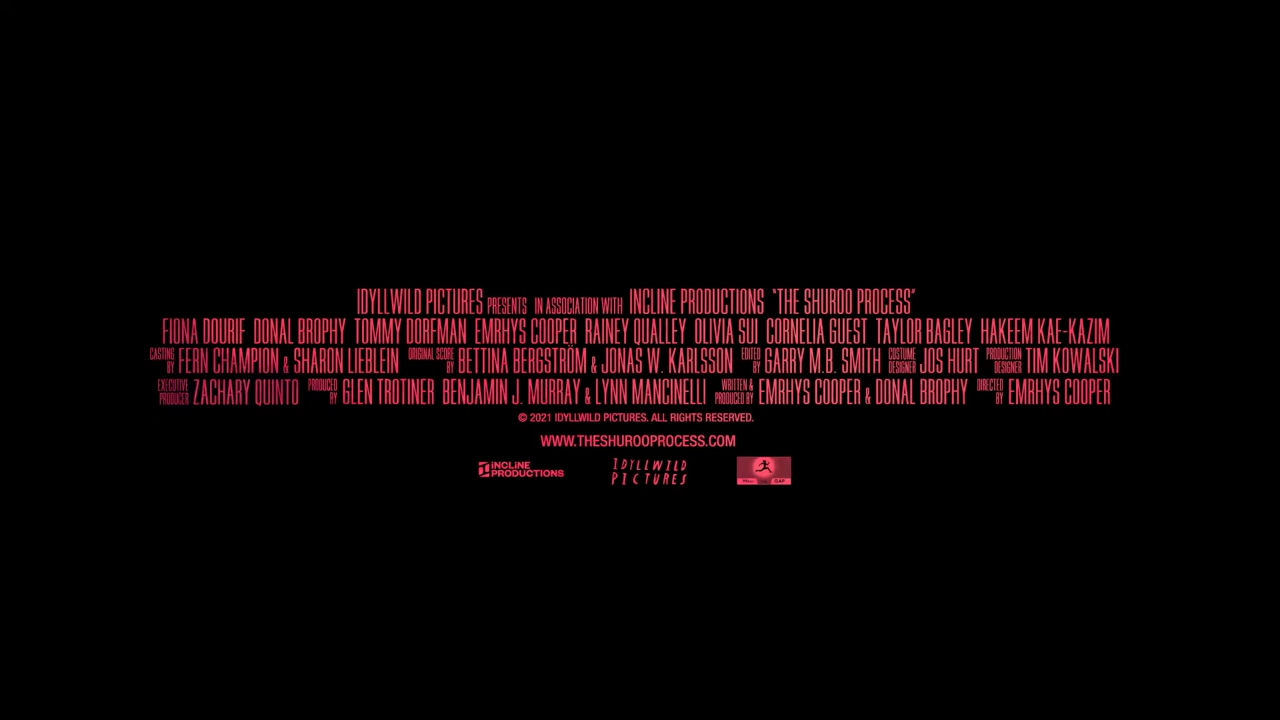 IDYLLWILD PICTURES PRESENTS IN ASSOCIATION WITH INCLINE PRODUCTIONS "THE SHUROO PROCESS"
FIONA DOURIF DONAL BROPHY TOMMY DORFMAN EMRHYS COOPER RAINEY QUALLEY OLIVIA SUI CORNELIA GUEST TAYLOR BAGLEY HAKEEM KAE-KAZIM
CASTING BY FERN CHAMPION & SHARON LIEBLEIN ORIGINAL SCORE BY BETTINA BERGSTRÖM & JONAS W. KARLSSON EDITED BY GARRY M.B. SMITH COSTUME DESIGNER JOS HURT PRODUCTION DESIGNER TIM KOWALSKI
EXECUTIVE PRODUCER ZACHARY QUINTO PRODUCED BY GLEN TROTINER BENJAMIN J. MURRAY & LYNN MANCINELLI WRITTEN & PRODUCED BY EMRHYS COOPER & DONAL BROPHY DIRECTED BY EMRHYS COOPER
© 2021 IDYLLWILD PICTURES. ALL RIGHTS RESERVED.
WWW.THESHUROOPROCESS.COM
INCLINE PRODUCTIONS
IDYLLWILD PICTURES
GAP